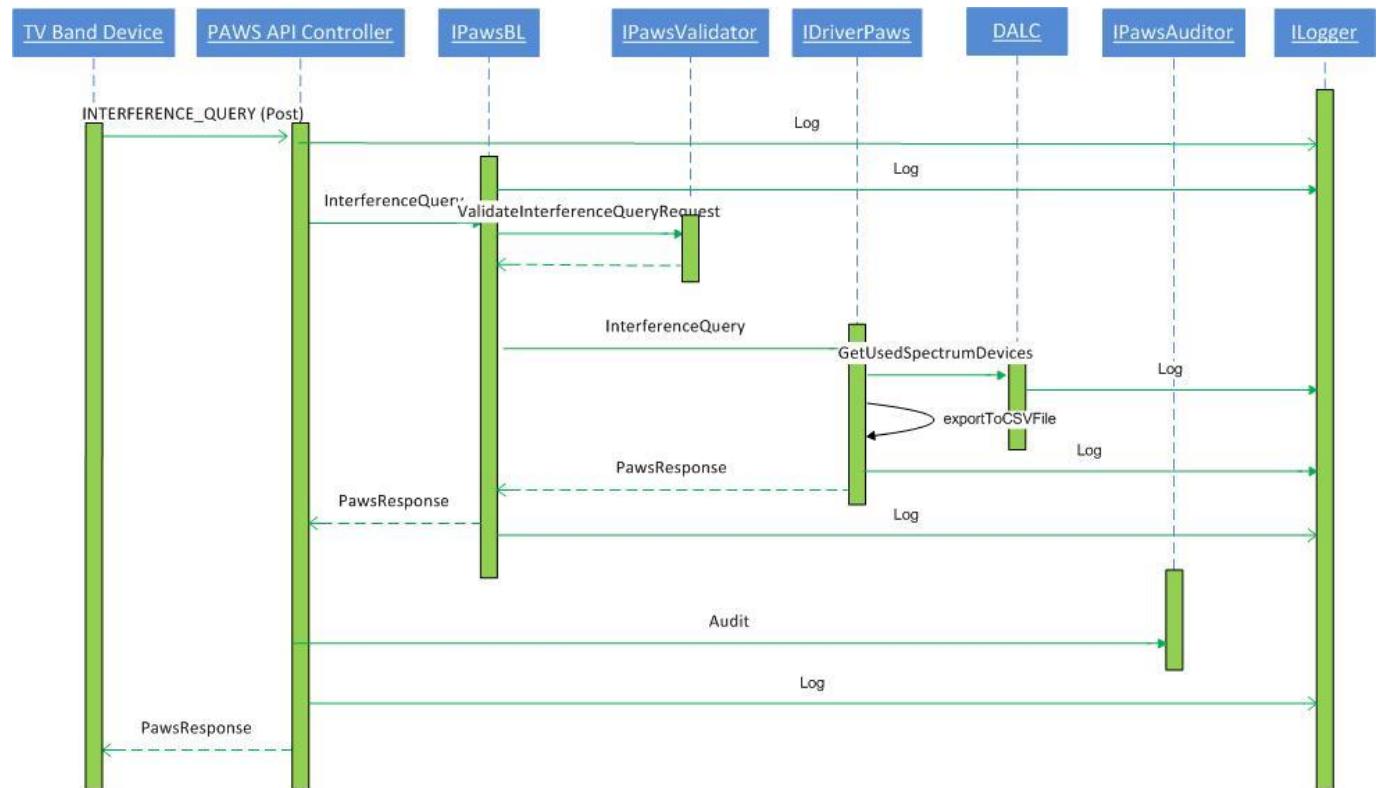 TV Band Device
PAWS API Controller
IPawsBL
IPawsValidator
IDriverPaws
DALC
IPawsAuditor
ILogger
INTERFERENCE_QUERY (Post)
Log
Log
InterferenceQuery
ValidateInterferenceQueryRequest
InterferenceQuery
GetUsedSpectrumDevices
Log
exportToCSVFile
Log
PawsResponse
PawsResponse
Log
Audit
Log
PawsResponse